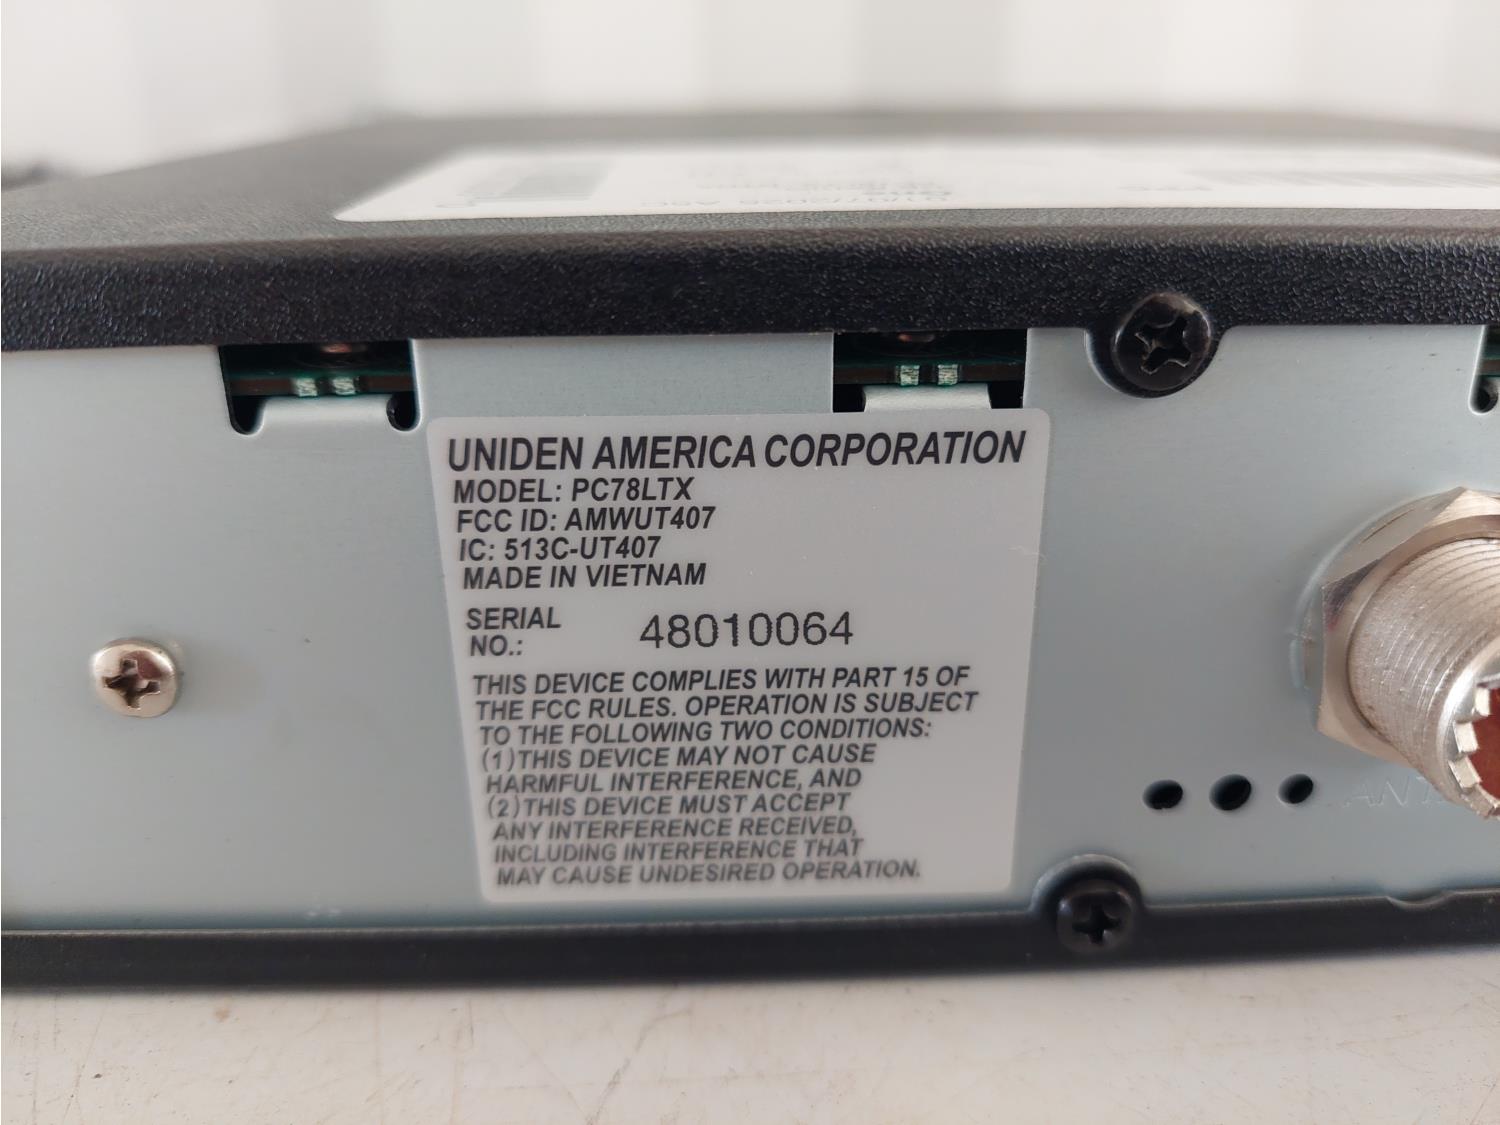 UNIDEN AMERICA CORPORATION
MODEL: PC78LTX
FCC ID: AMWUT407
IC: 513C-UT407
MADE IN VIETNAM
SERIAL
NO.: 48010064
THIS DEVICE COMPLIES WITH PART 15 OF
THE FCC RULES. OPERATION IS SUBJECT
TO THE FOLLOWING TWO CONDITIONS:
(1)THIS DEVICE MAY NOT CAUSE
HARMFUL INTERFERENCE, AND
(2)THIS DEVICE MUST ACCEPT
ANY INTERFERENCE RECEIVED,
INCLUDING INTERFERENCE THAT
MAY CAUSE UNDESIRED OPERATION.